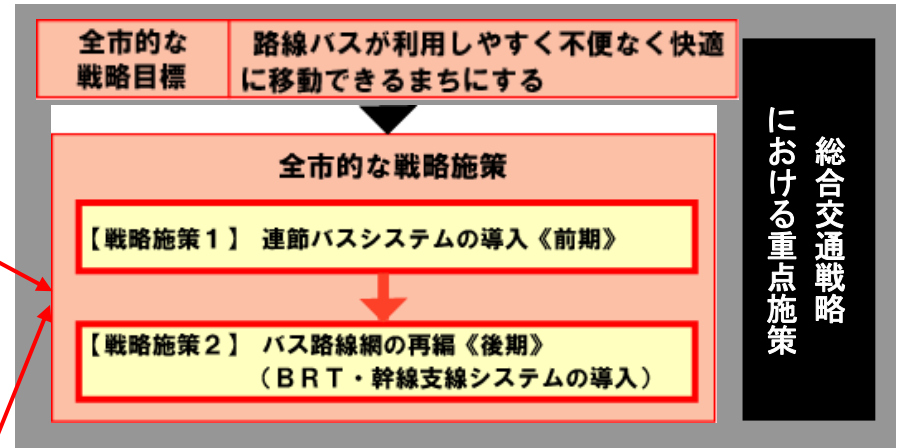 全市的な
戦略目標
路線バスが利用しやすく不便なく快適
に移動できるまちにする
全市的な戦略施策
【戦略施策１】 連節バスシステムの導入《前期》
【戦略施策２】 バス路線網の再編《後期》
（ＢＲＴ・幹線支線システムの導入）
総合交通戦略
における重点施策